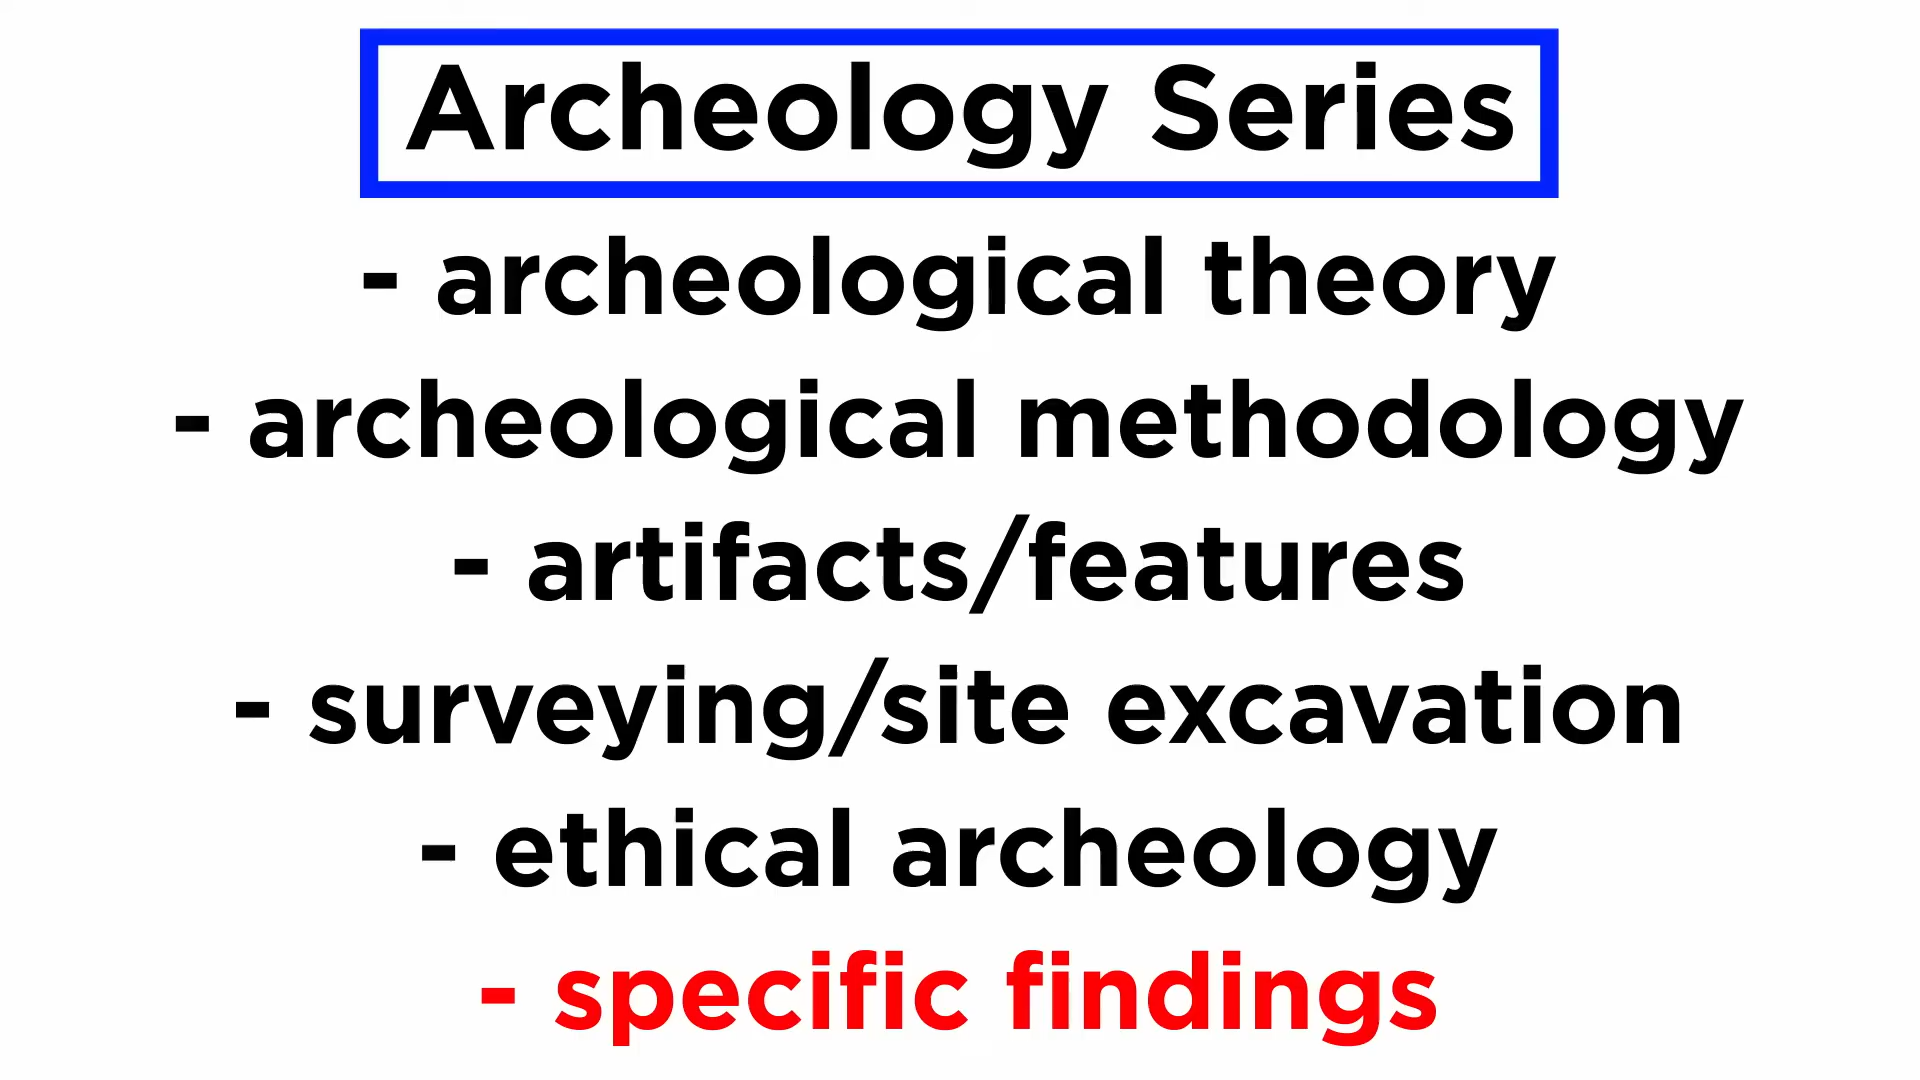 Archeology Series
- archeological theory
- archeological methodology
- artifacts/features
- surveying/site excavation
- ethical archeology
- specific findings